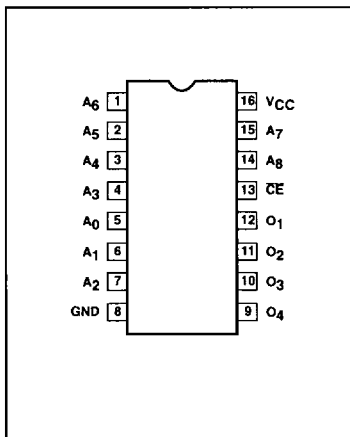 A6 1 16 VCC
A5 2 15 A7
A4 3 14 A8
A3 4 13 C̅E̅
A0 5 12 O1
A1 6 11 O2
A2 7 10 O3
GND 8 9 O4